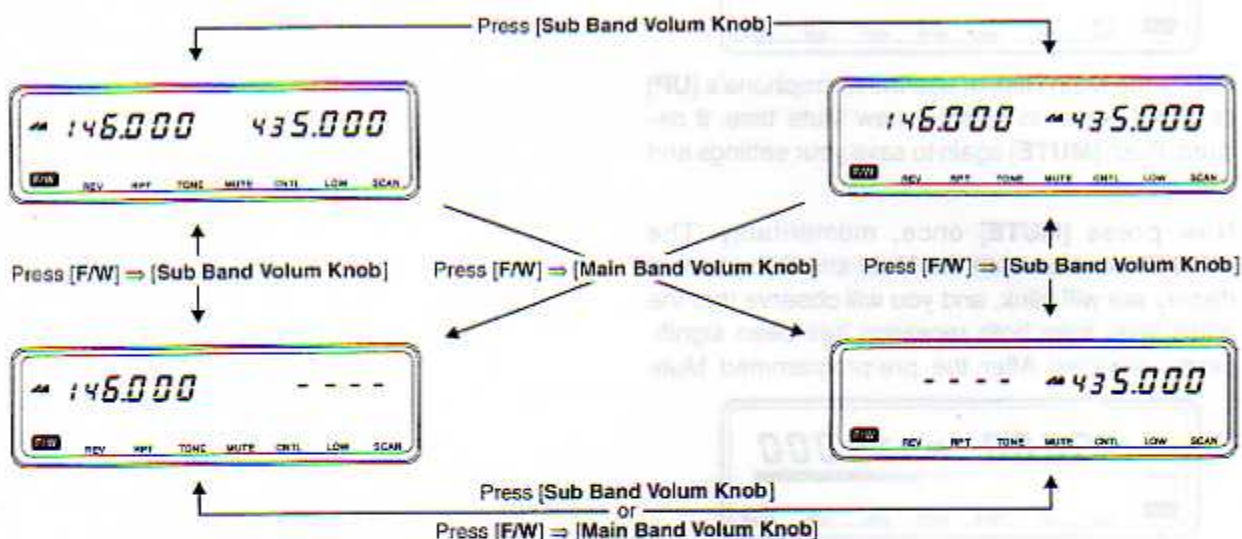 Press [Sub Band Volum Knob]
146.000 435.000
F/W REV RPT TONE MUTE CNTL LOW SCAN
146.000 435.000
F/W REV RPT TONE MUTE CNTL LOW SCAN
Press [F/W] ⇒ [Sub Band Volum Knob]
Press [F/W] ⇒ [Main Band Volum Knob]
Press [F/W] ⇒ [Sub Band Volum Knob]
146.000 - - - -
F/W REV RPT TONE MUTE CNTL LOW SCAN
- - - - 435.000
F/W REV RPT TONE MUTE CNTL LOW SCAN
Press [Sub Band Volum Knob]
or
Press [F/W] ⇒ [Main Band Volum Knob]